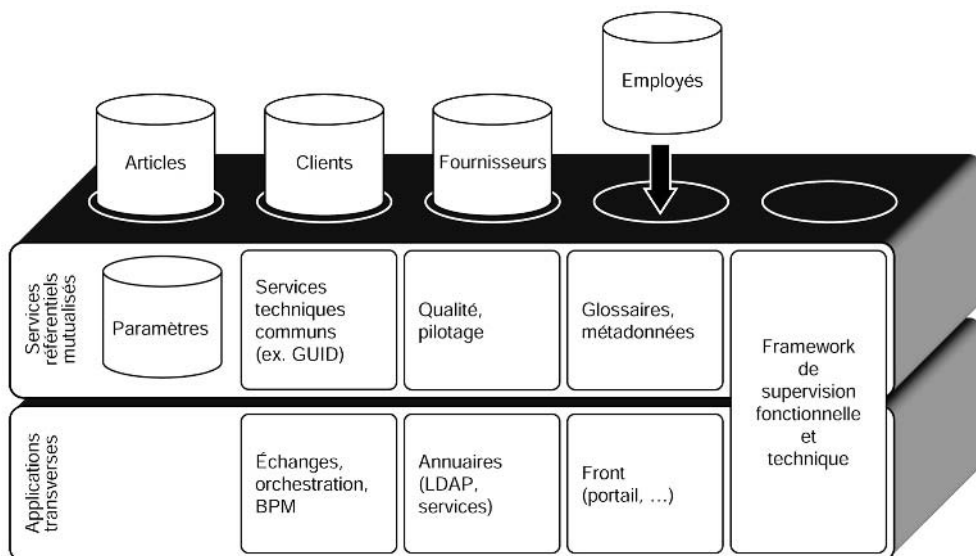 Employés
Articles
Clients
Fournisseurs
Services
référentiels
mutualisés
Paramètres
Services
techniques
communs
(ex. GUID)
Qualité,
pilotage
Glossaires,
métadonnées
Framework
de
supervision
fonctionnelle
et
technique
Applications
transverses
Échanges,
orchestration,
BPM
Annuaires
(LDAP,
services)
Front
(portail, ...)